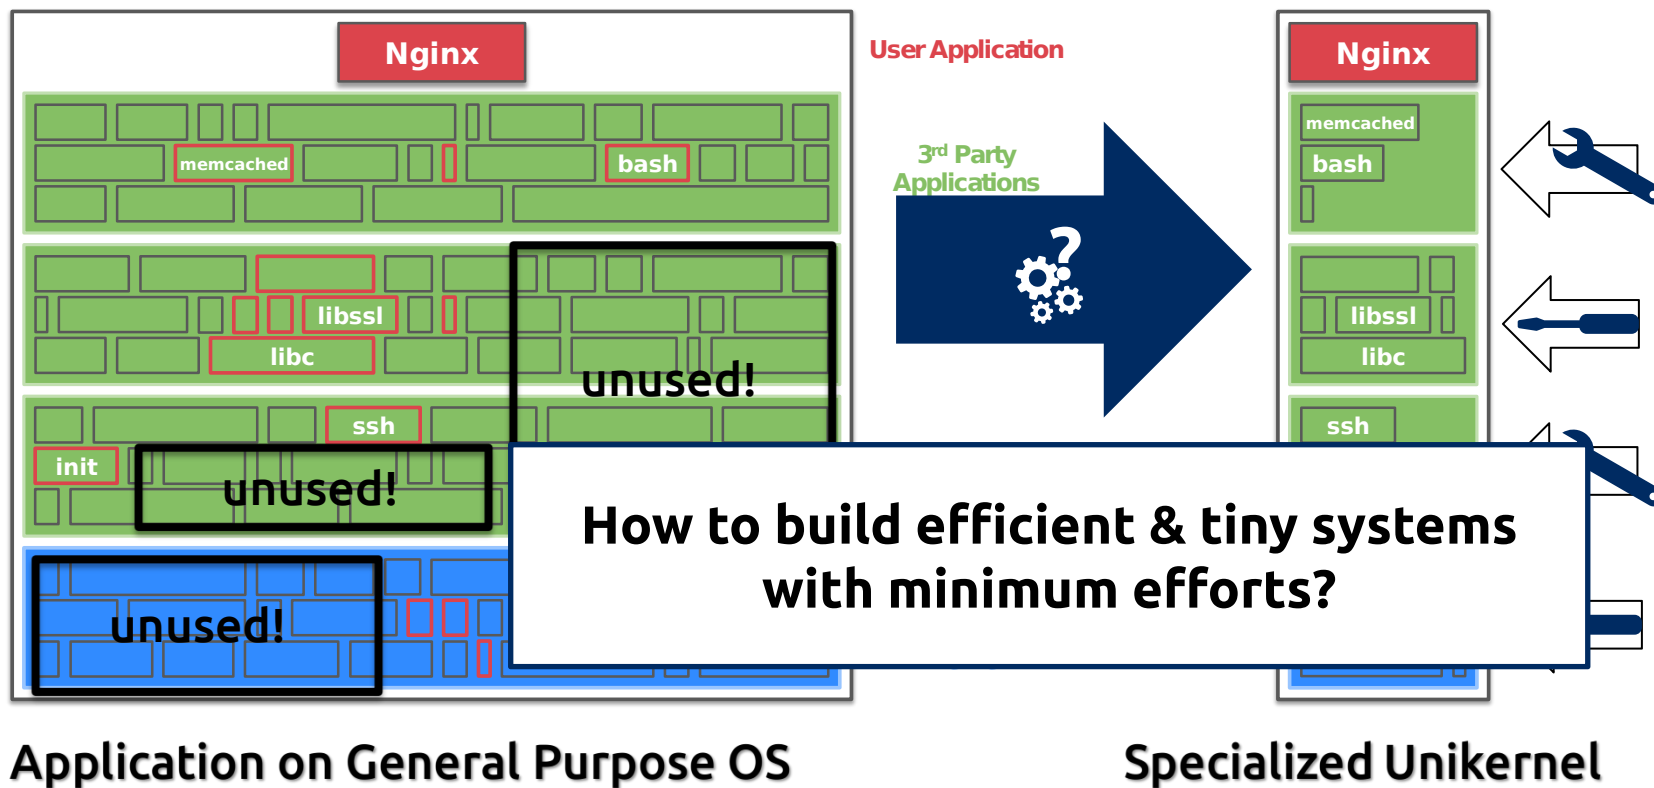 Nginx
User Application
Nginx
3rd Party
Applications
memcached
bash
memcached
bash
libssl
libc
unused!
libssl
libc
ssh
init
unused!
ssh
How to build efficient & tiny systems
with minimum efforts?
unused!
?
Application on General Purpose OS
Specialized Unikernel